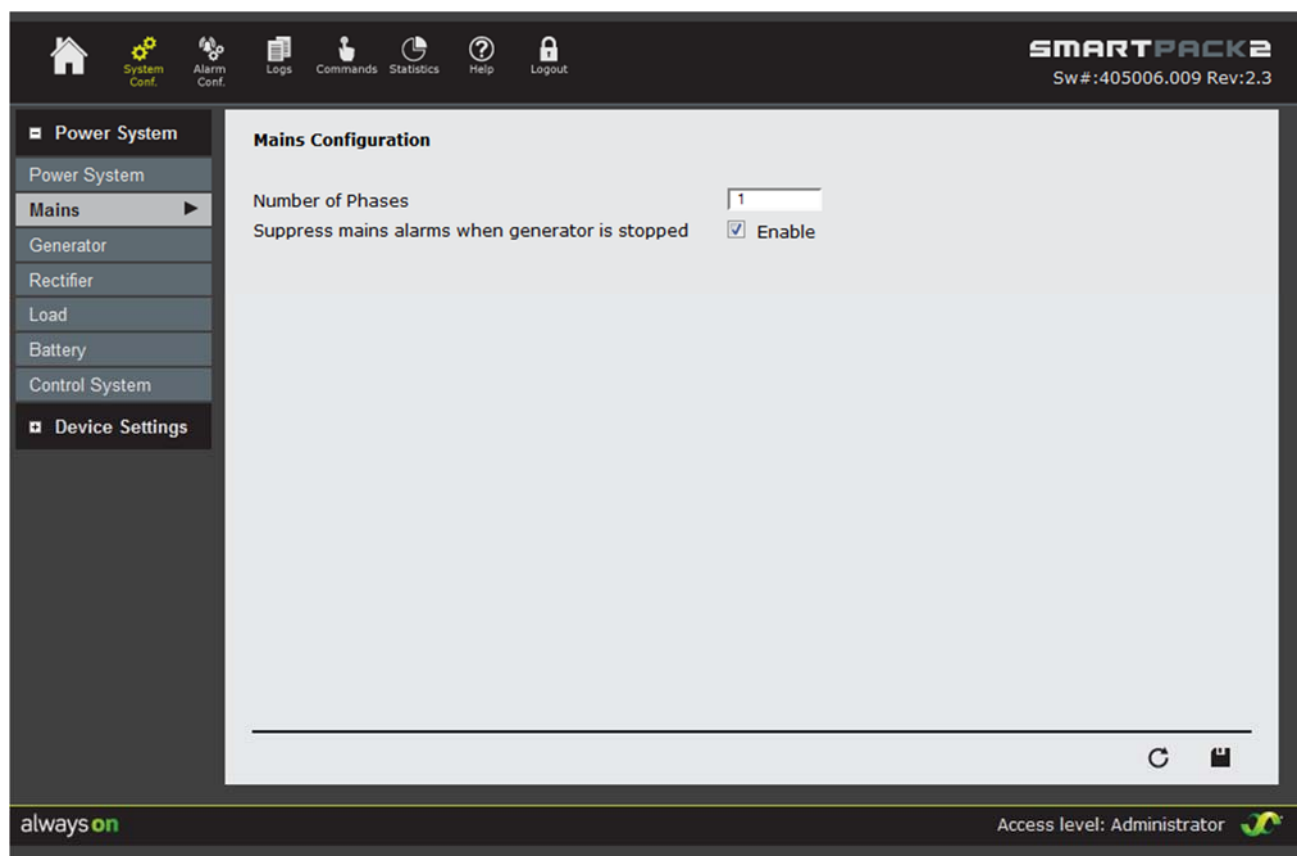 System Conf.
Alarm Conf.
Logs
Commands
Statistics
Help
Logout
SMARTPACK2
Sw#:405006.009 Rev:2.3
Power System
Power System
Mains
Generator
Rectifier
Load
Battery
Control System
Device Settings
Mains Configuration
Number of Phases 1
Suppress mains alarms when generator is stopped Enable
alwayson
Access level: Administrator